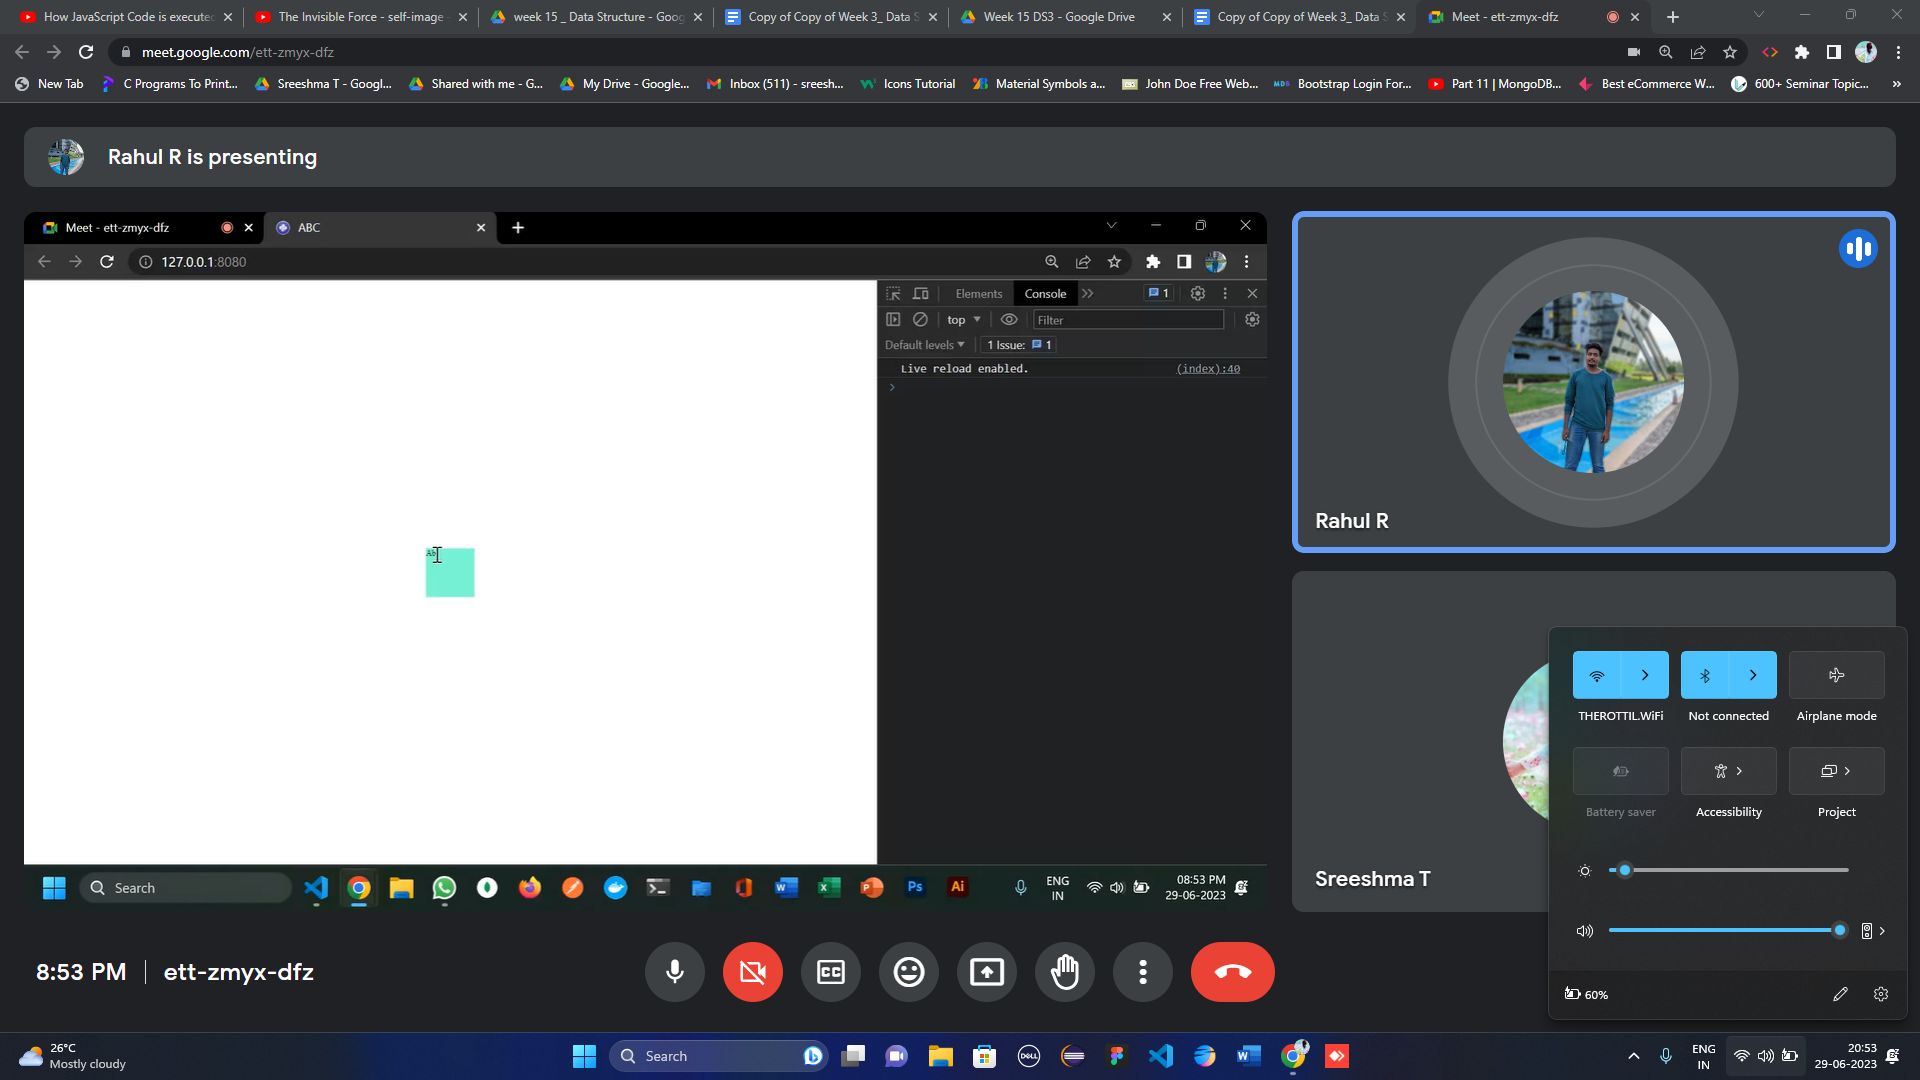 How JavaScript Code is execute
The Invisible Force - self-image
week 15 _ Data Structure - Goog
Copy of Copy of Week 3_ Data S
Week 15 DS3 - Google Drive
Copy of Copy of Week 3_ Data S
Meet - ett-zmyx-dfz
meet.google.com/ett-zmyx-dfz
New Tab
C Programs To Print...
Sreeshma T - Googl...
Shared with me - G...
My Drive - Google...
Inbox (511) - sreesh...
Icons Tutorial
Material Symbols a...
John Doe Free Web...
Bootstrap Login For...
Part 11 | MongoDB...
Best eCommerce W...
600+ Seminar Topic...
»
Rahul R is presenting
Meet - ett-zmyx-dfz
ABC
127.0.0.1:8080
Elements
Console
1
top
Filter
Default levels
1 Issue: 1
Live reload enabled.
(index):40
Rahul R
Sreeshma T
THEROTTIL.WiFi
Not connected
Airplane mode
Battery saver
Accessibility
Project
60%
Search
ENG
IN
08:53 PM
29-06-2023
8:53 PM
ett-zmyx-dfz
26°C
Mostly cloudy
Search
ENG
IN
20:53
29-06-2023